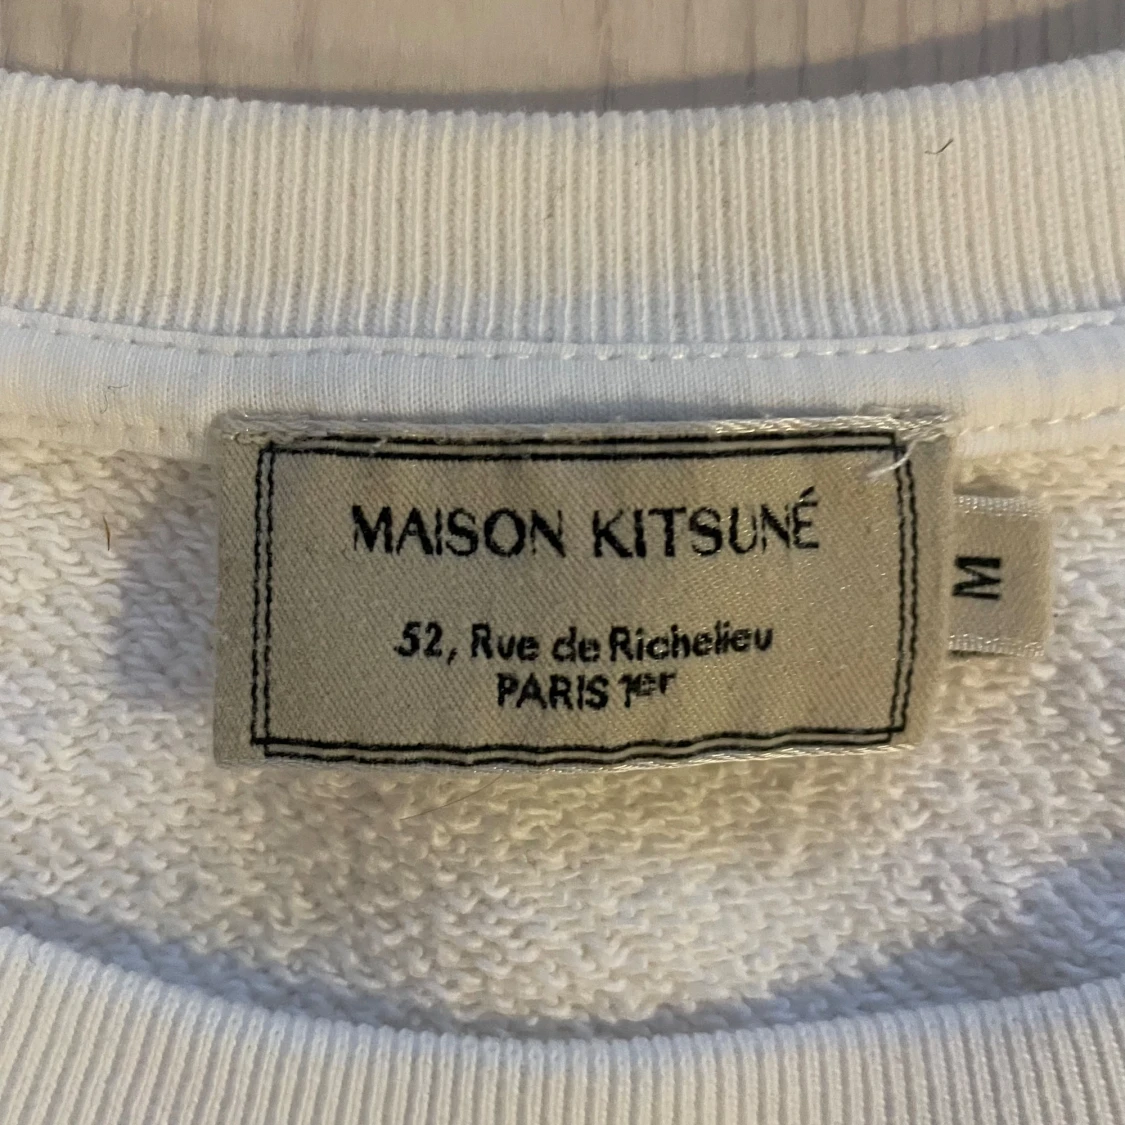 MAISON KITSUNÉ
52, Rue de Richelieu
PARIS 1er
M